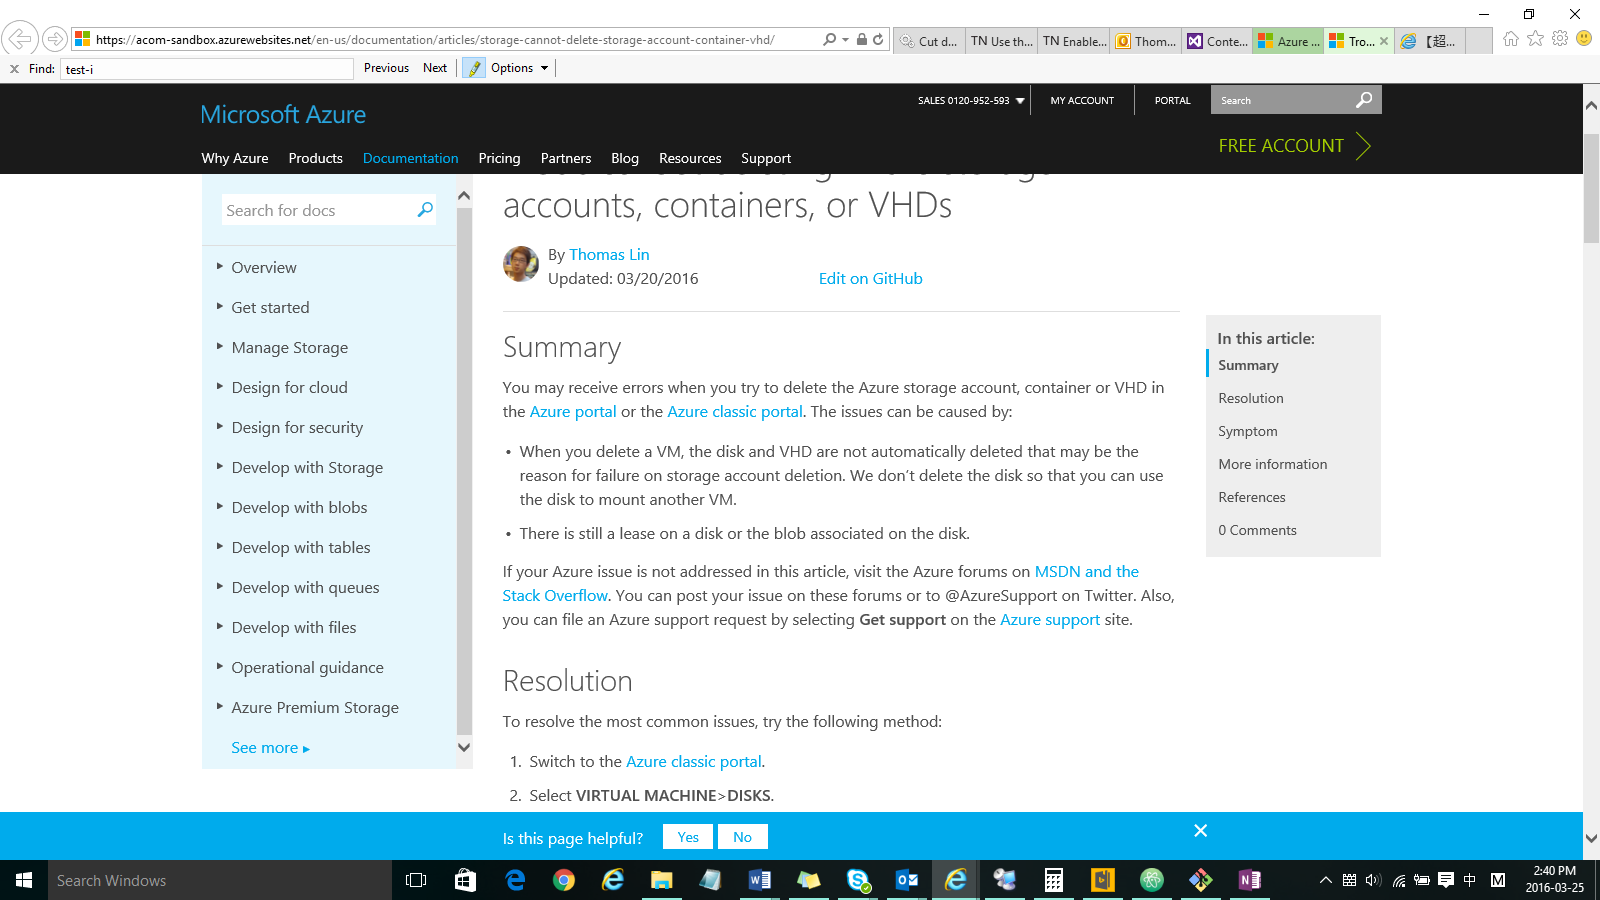 https://acom-sandbox.azurewebsites.net/en-us/documentation/articles/storage-cannot-delete-storage-account-container-vhd/
Cut d...
TN Use th...
TN Enable...
Thom...
Conte...
Azure ...
Tro...
【超...
Find: test-i
Previous
Next
Options
SALES 0120-952-593
MY ACCOUNT
PORTAL
Search
Microsoft Azure
FREE ACCOUNT
Why Azure
Products
Documentation
Pricing
Partners
Blog
Resources
Support
Search for docs
Overview
Get started
Manage Storage
Design for cloud
Design for security
Develop with Storage
Develop with blobs
Develop with tables
Develop with queues
Develop with files
Operational guidance
Azure Premium Storage
See more
accounts, containers, or VHDs
By Thomas Lin
Updated: 03/20/2016
Edit on GitHub
Summary
You may receive errors when you try to delete the Azure storage account, container or VHD in
the Azure portal or the Azure classic portal. The issues can be caused by:
• When you delete a VM, the disk and VHD are not automatically deleted that may be the
reason for failure on storage account deletion. We don’t delete the disk so that you can use
the disk to mount another VM.
• There is still a lease on a disk or the blob associated on the disk.
If your Azure issue is not addressed in this article, visit the Azure forums on MSDN and the
Stack Overflow. You can post your issue on these forums or to @AzureSupport on Twitter. Also,
you can file an Azure support request by selecting Get support on the Azure support site.
Resolution
To resolve the most common issues, try the following method:
1. Switch to the Azure classic portal.
2. Select VIRTUAL MACHINE>DISKS.
In this article:
Summary
Resolution
Symptom
More information
References
0 Comments
Is this page helpful?
Yes
No
Search Windows
中
M
2:40 PM
2016-03-25